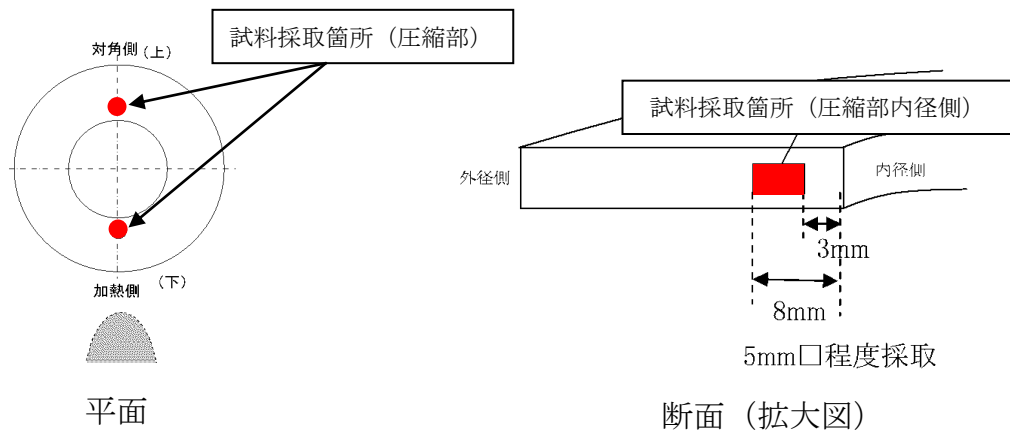 試料採取箇所（圧縮部）
対角側（上）
（下）
加熱側
平面
試料採取箇所（圧縮部内径側）
外径側
内径側
3mm
8mm
5mm□程度採取
断面（拡大図）